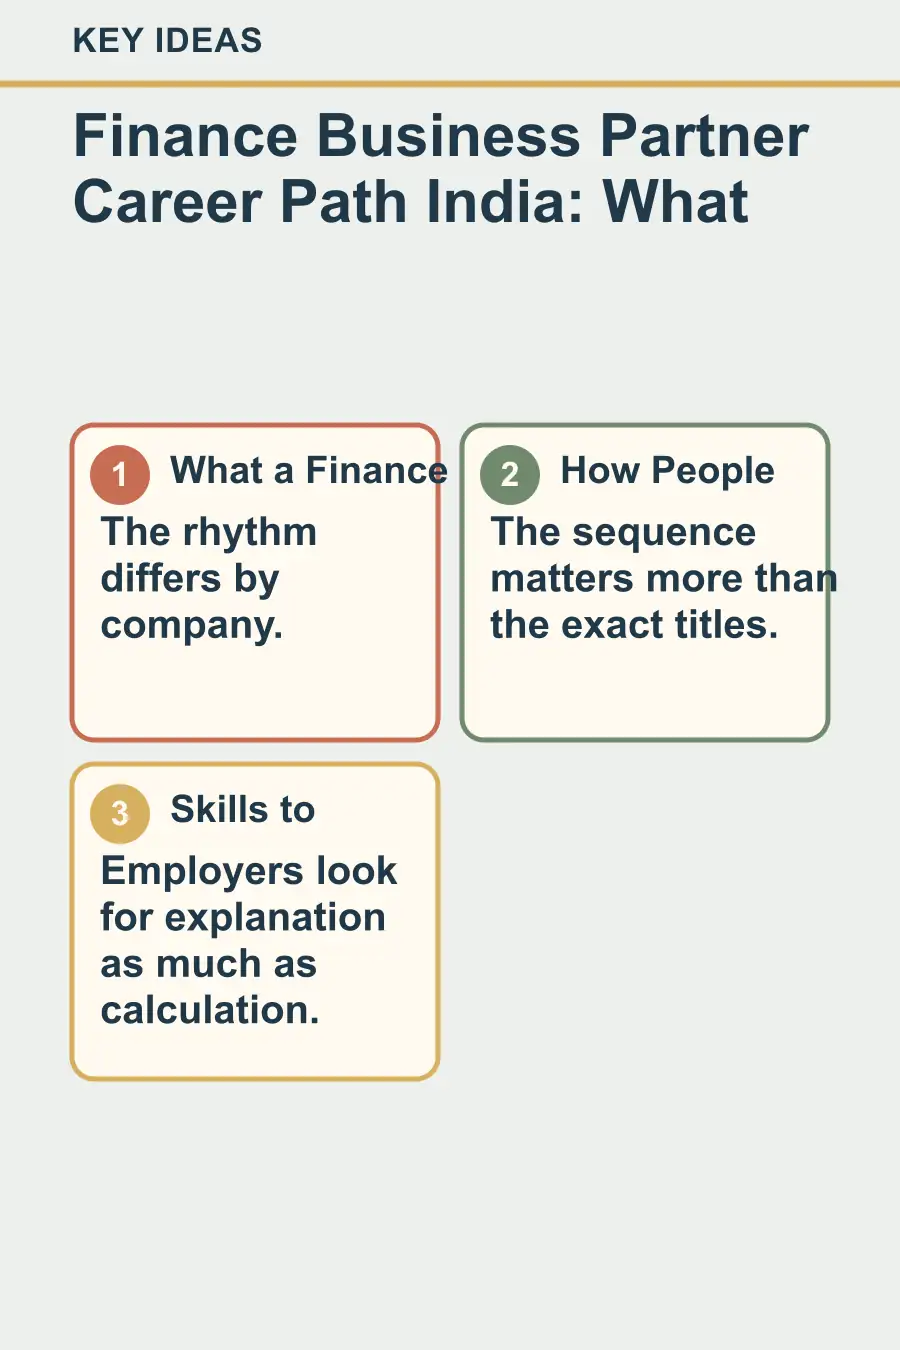 KEY IDEAS
Finance Business Partner
Career Path India: What
1 What a Finance
The rhythm
differs by
company.
2 How People
The sequence
matters more than
the exact titles.
3 Skills to
Employers look
for explanation
as much as
calculation.